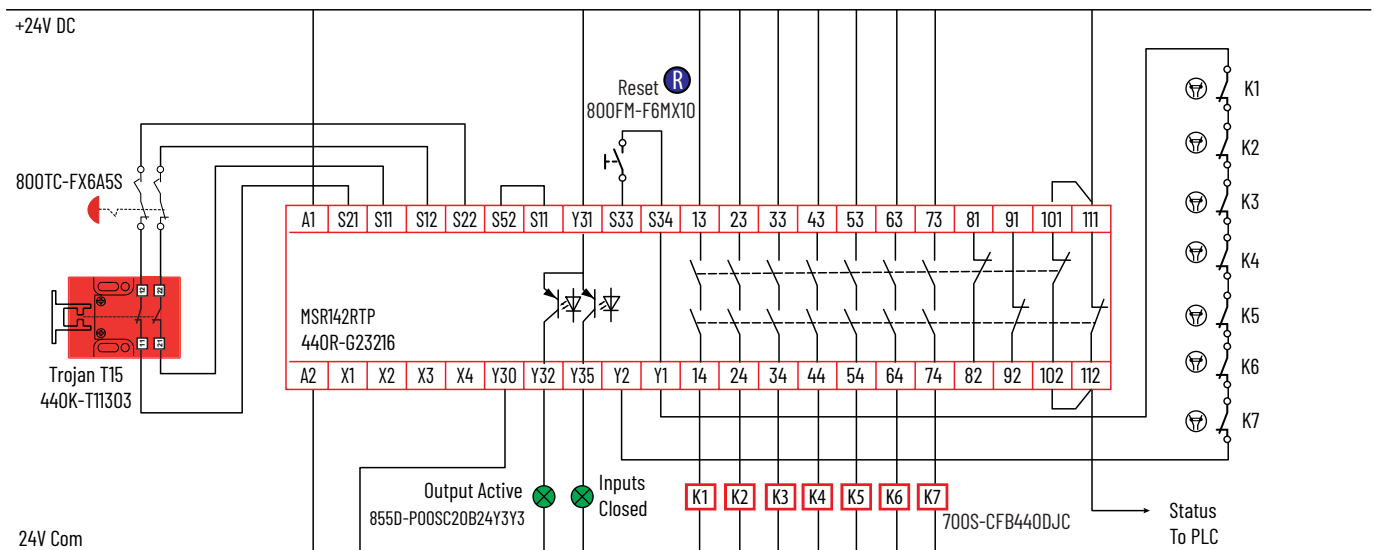 +24V DC
Reset R
800FM-F6MX10
800TC-FX6A5S
A1 S21 S11 S12 S22 S52 S11 Y31 S33 S34 13 23 33 43 53 63 73 81 91 101 111
MSR142RTP
440R-G23216
A2 X1 X2 X3 X4 Y30 Y32 Y35 Y2 Y1 14 24 34 44 54 64 74 82 92 102 112
12 22
11 21
Trojan T15
440K-T11303
K1
K2
K3
K4
K5
K6
K7
Output Active
855D-P00SC20B24Y3Y3
Inputs
Closed
K1 K2 K3 K4 K5 K6 K7
700S-CFB440DJC
Status
To PLC
24V Com